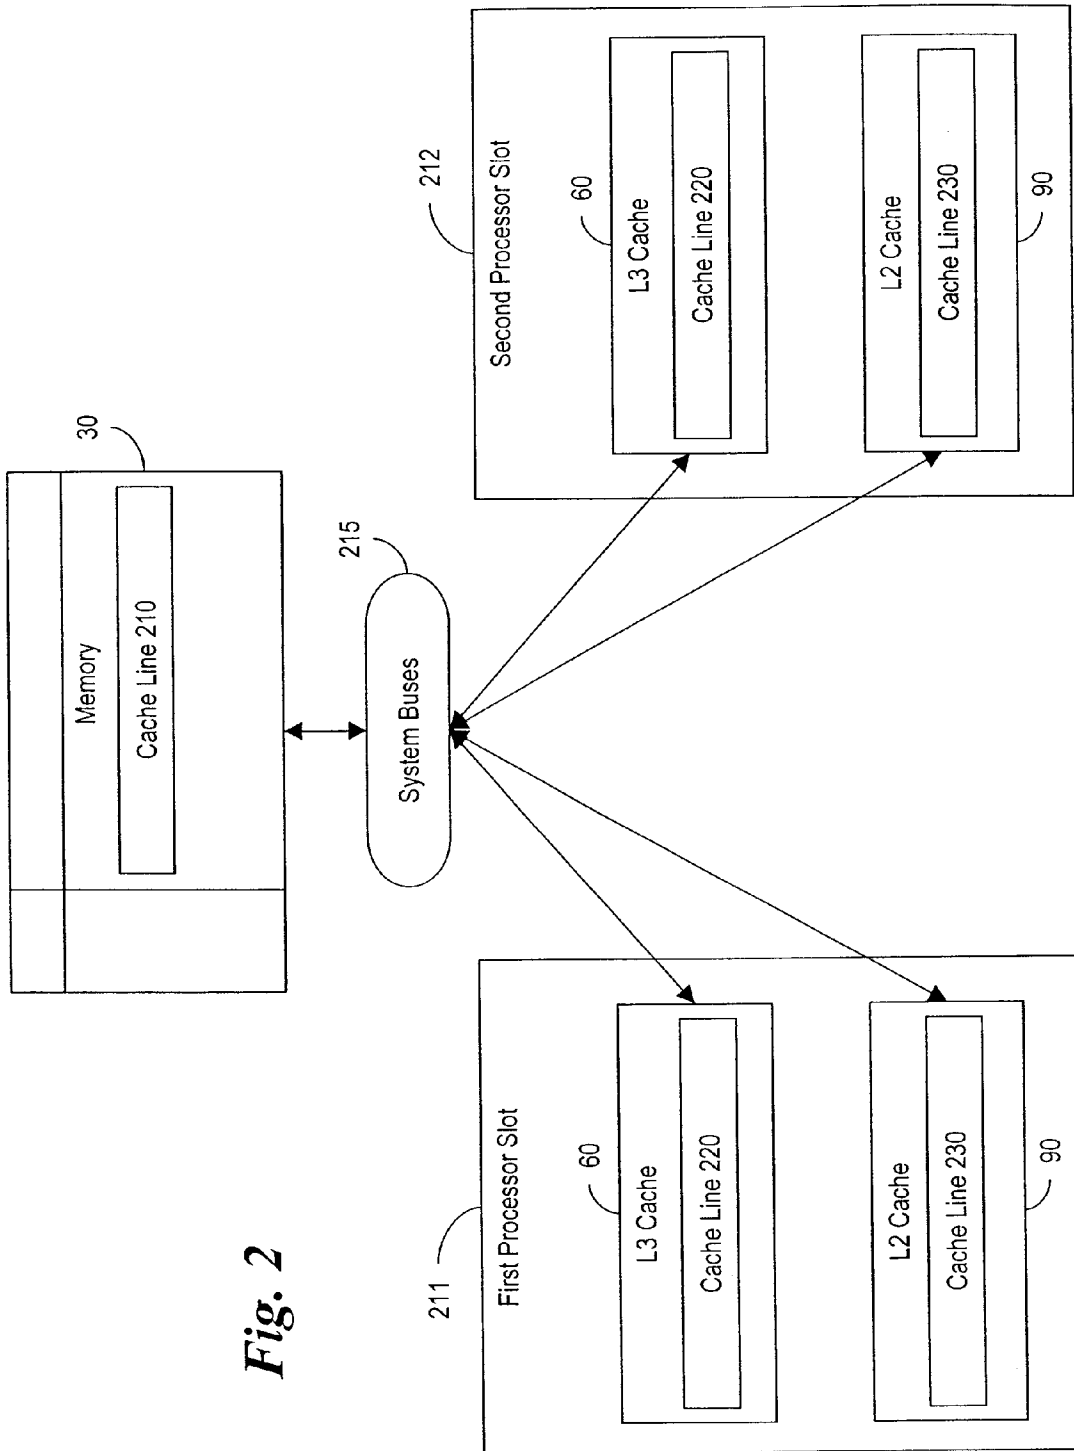 Fig. 2
30
Memory
Cache Line 210
215
System Buses
211
First Processor Slot
60
L3 Cache
Cache Line 220
L2 Cache
Cache Line 230
90
212
Second Processor Slot
60
L3 Cache
Cache Line 220
L2 Cache
Cache Line 230
90